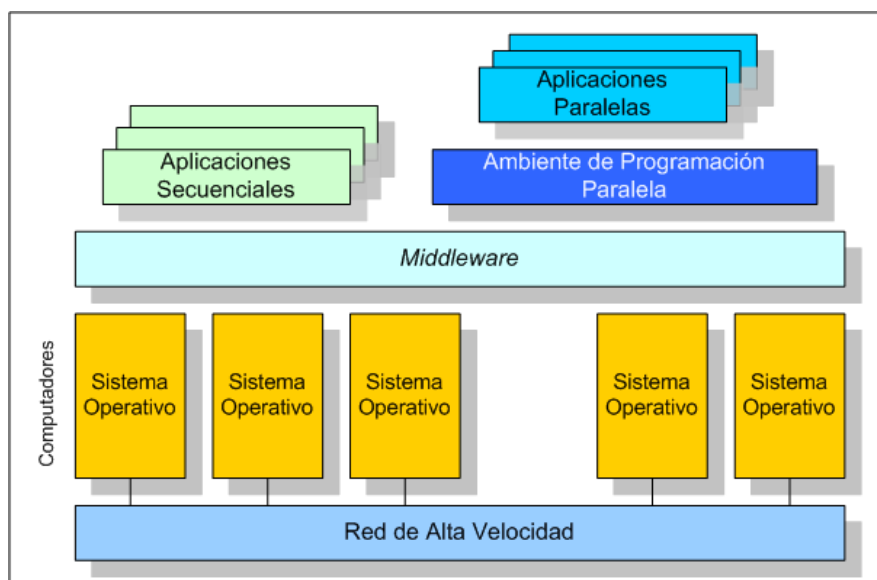 Aplicaciones
Paralelas
Aplicaciones
Secuenciales
Ambiente de Programación
Paralela
Middleware
Computadores
Sistema
Operativo
Sistema
Operativo
Sistema
Operativo
Sistema
Operativo
Sistema
Operativo
Red de Alta Velocidad